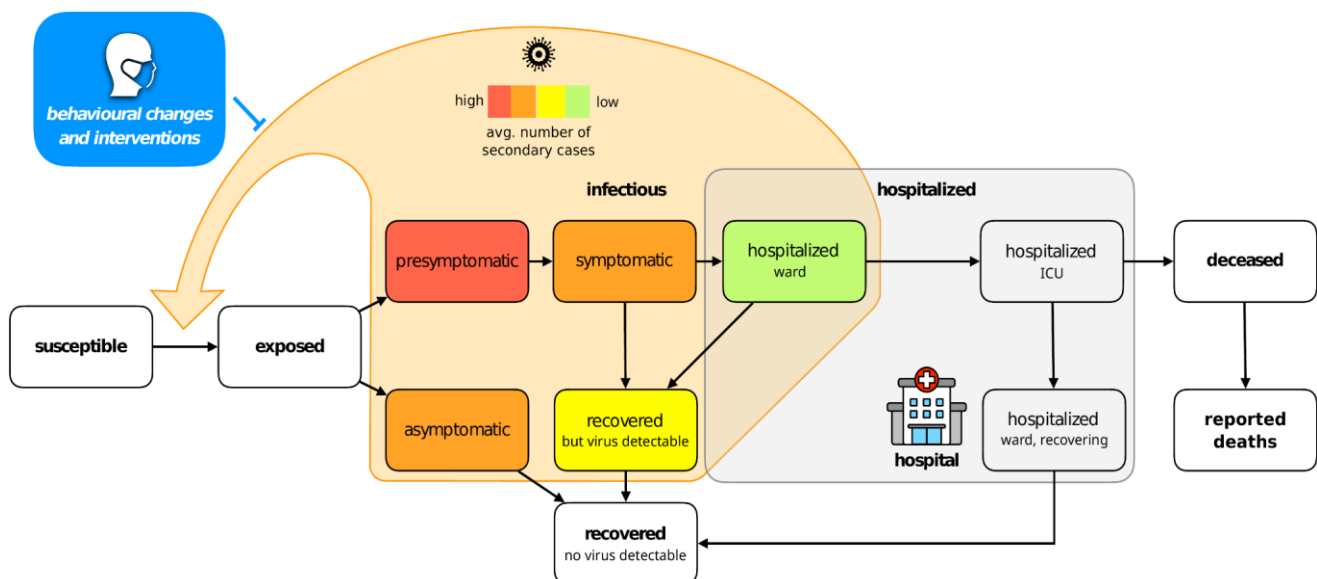 behavioural changes
and interventions
high
low
avg. number of
secondary cases
infectious
hospitalized
presymptomatic
symptomatic
hospitalized
ward
hospitalized
ICU
deceased
susceptible
exposed
asymptomatic
recovered
but virus detectable
hospital
hospitalized
ward, recovering
reported
deaths
recovered
no virus detectable